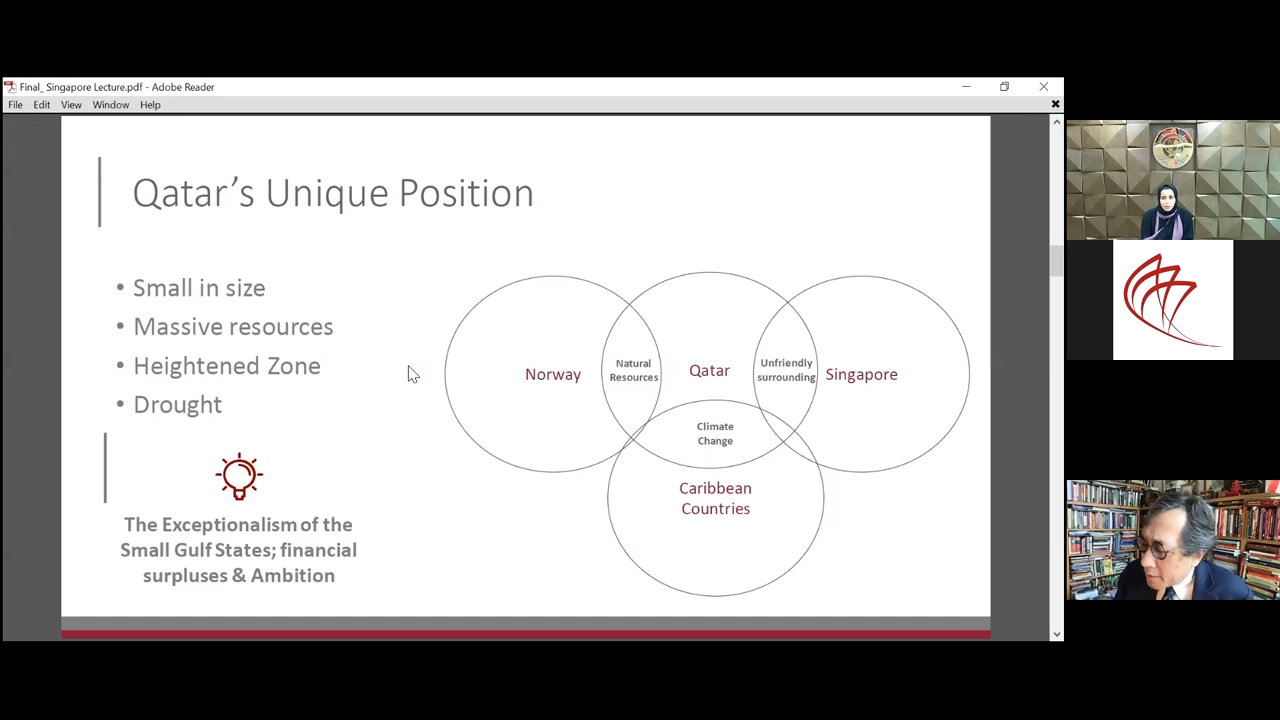 Final_ Singapore Lecture.pdf - Adobe Reader
File Edit View Window Help
Qatar's Unique Position
• Small in size
• Massive resources
• Heightened Zone
• Drought
The Exceptionalism of the
Small Gulf States; financial
surpluses & Ambition
Norway
Natural
Resources
Qatar
Unfriendly
surrounding
Singapore
Climate
Change
Caribbean
Countries